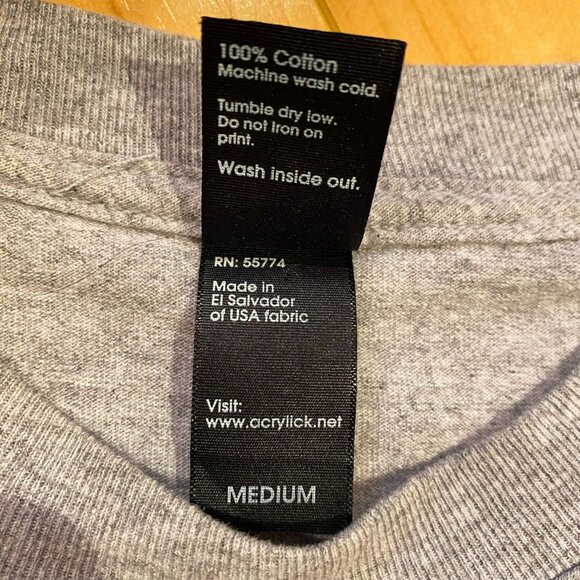 100% Cotton
Machine wash cold.
Tumble dry low.
Do not Iron on
print.
Wash inside out.
RN: 55774
Made in
El Salvador
of USA fabric
Visit:
www.acrylick.net
MEDIUM